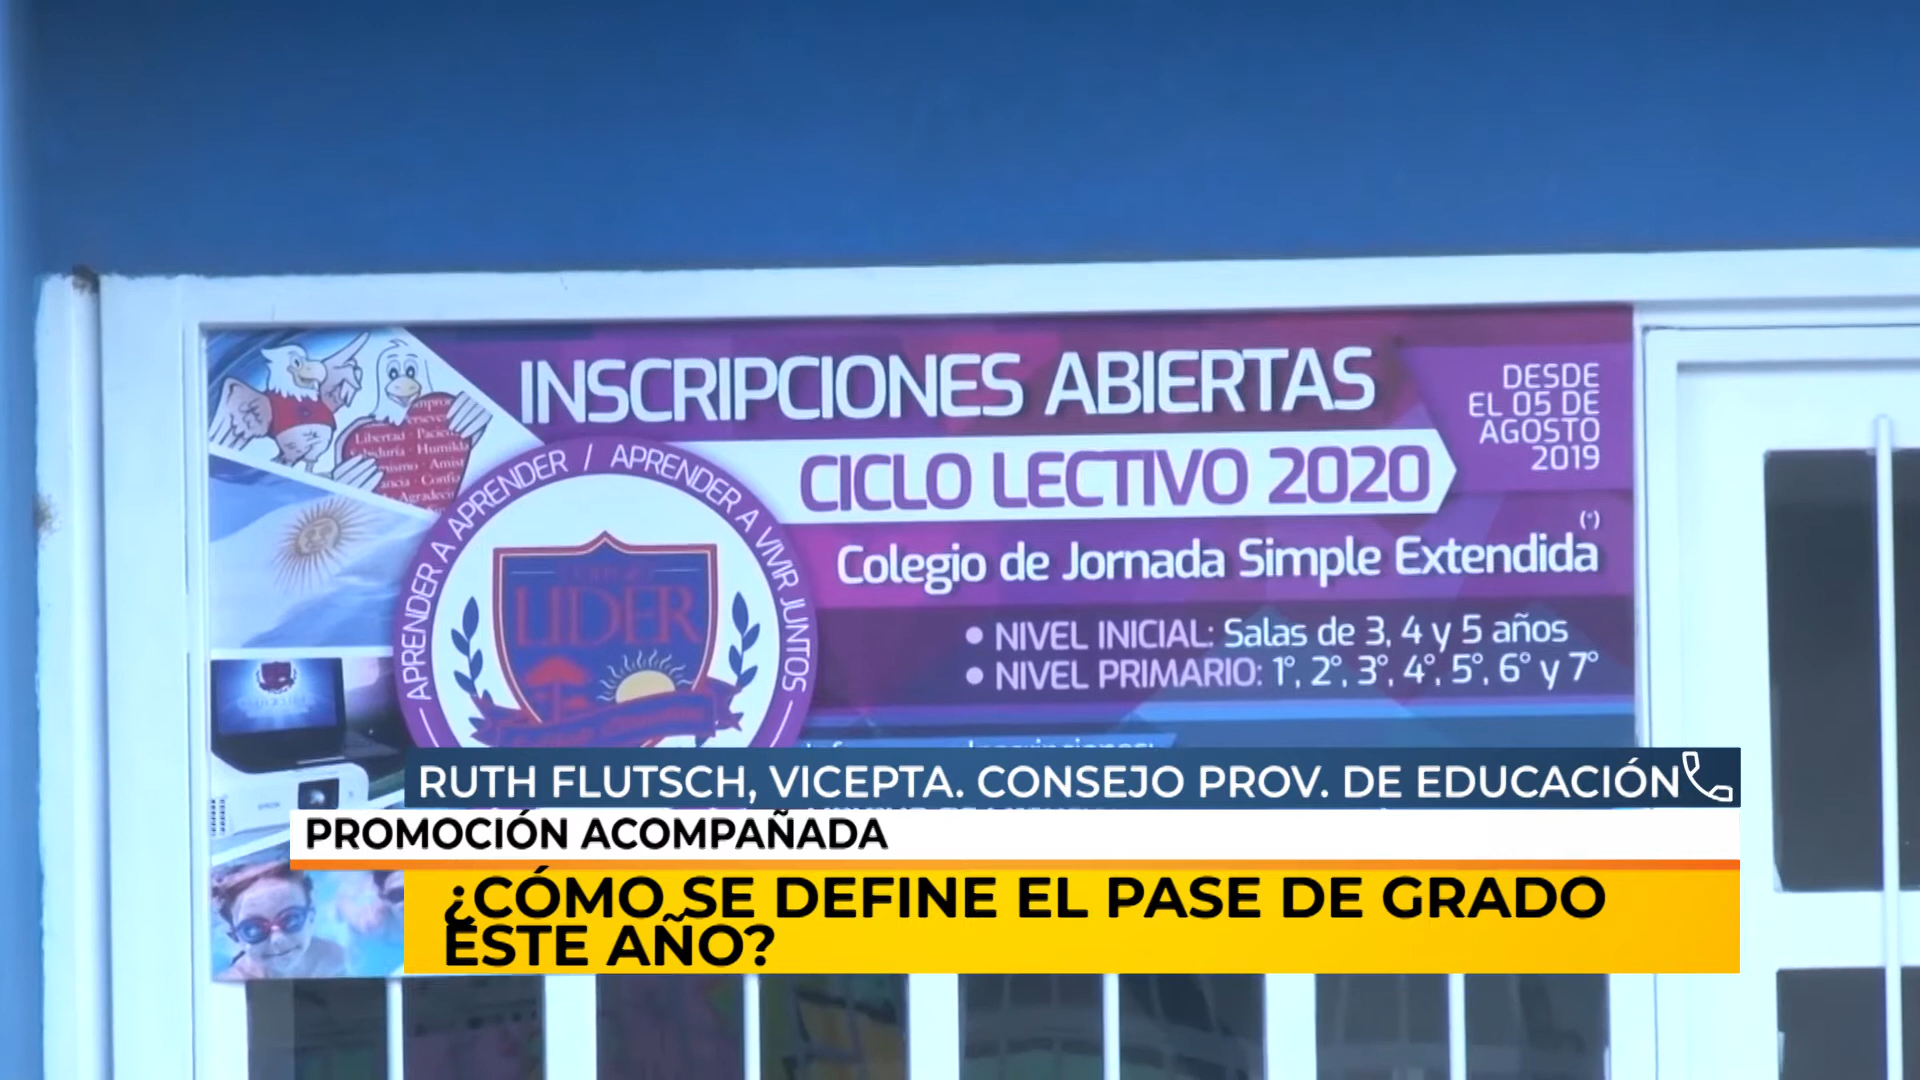 INSCRIPCIONES ABIERTAS
DESDE
EL 05 DE
AGOSTO
2019
CICLO LECTIVO 2020
(*)
Colegio de Jornada Simple Extendida
• NIVEL INICIAL: Salas de 3, 4 y 5 años
• NIVEL PRIMARIO: 1°, 2°, 3°, 4°, 5°, 6° y 7°
Libertad · 
Humild
Amist
APRENDER A APRENDER / APRENDER A VIVIR JUNTOS
LIDER
RUTH FLUTSCH, VICEPTA. CONSEJO PROV. DE EDUCACIÓN
PROMOCIÓN ACOMPAÑADA
¿CÓMO SE DEFINE EL PASE DE GRADO
ESTE AÑO?